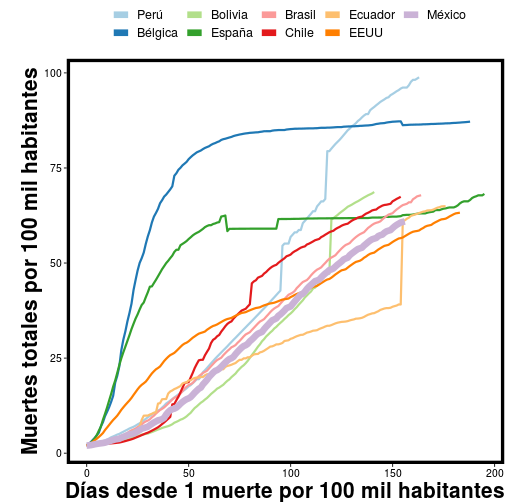 Perú Bolivia Brasil Ecuador México
Bélgica España Chile EEUU
Muertes totales por 100 mil habitantes
100
75
50
25
0
0 50 100 150 200
Días desde 1 muerte por 100 mil habitantes